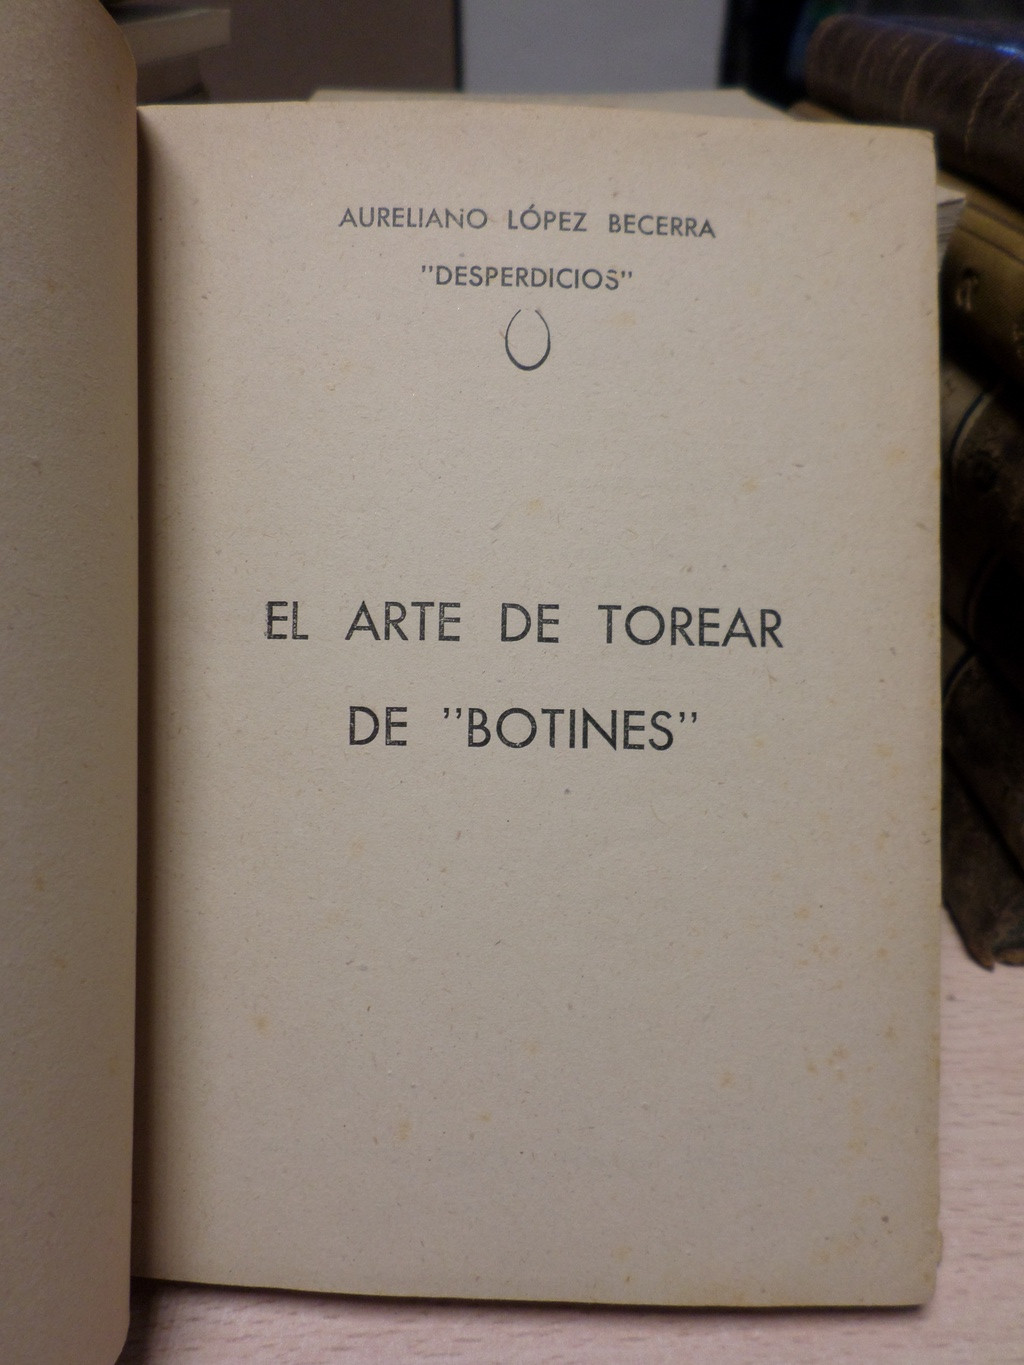 AURELIANO LÓPEZ BECERRA
"DESPERDICIOS"
EL ARTE DE TOREAR
DE "BOTINES"